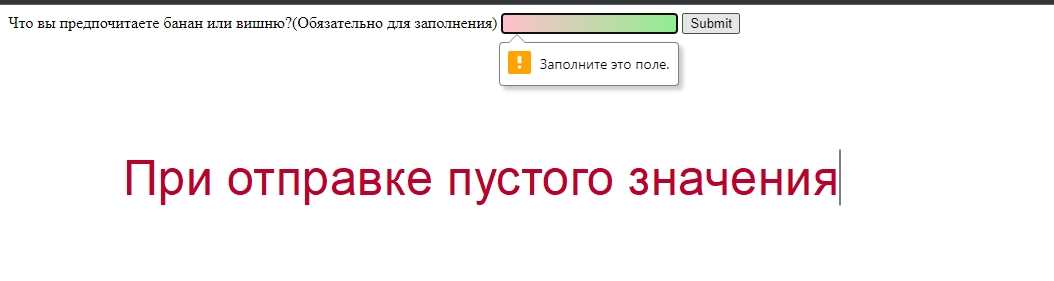 Что вы предпочитаете банан или вишню?(Обязательно для заполнения) Submit
Заполните это поле.
При отправке пустого значения